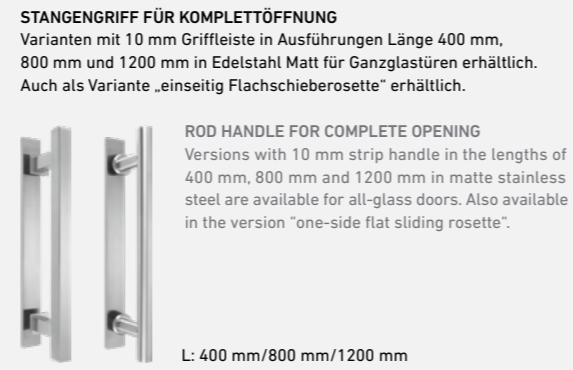 STANGENGRIFF FÜR KOMPLETTÖFFNUNG
Varianten mit 10 mm Griffleiste in Ausführungen Länge 400 mm,
800 mm und 1200 mm in Edelstahl Matt für Ganzglastüren erhältlich.
Auch als Variante „einseitig Flachschieberosette“ erhältlich.
ROD HANDLE FOR COMPLETE OPENING
Versions with 10 mm strip handle in the lengths of
400 mm, 800 mm and 1200 mm in matte stainless
steel are available for all-glass doors. Also available
in the version “one-side flat sliding rosette“.
L: 400 mm/800 mm/1200 mm